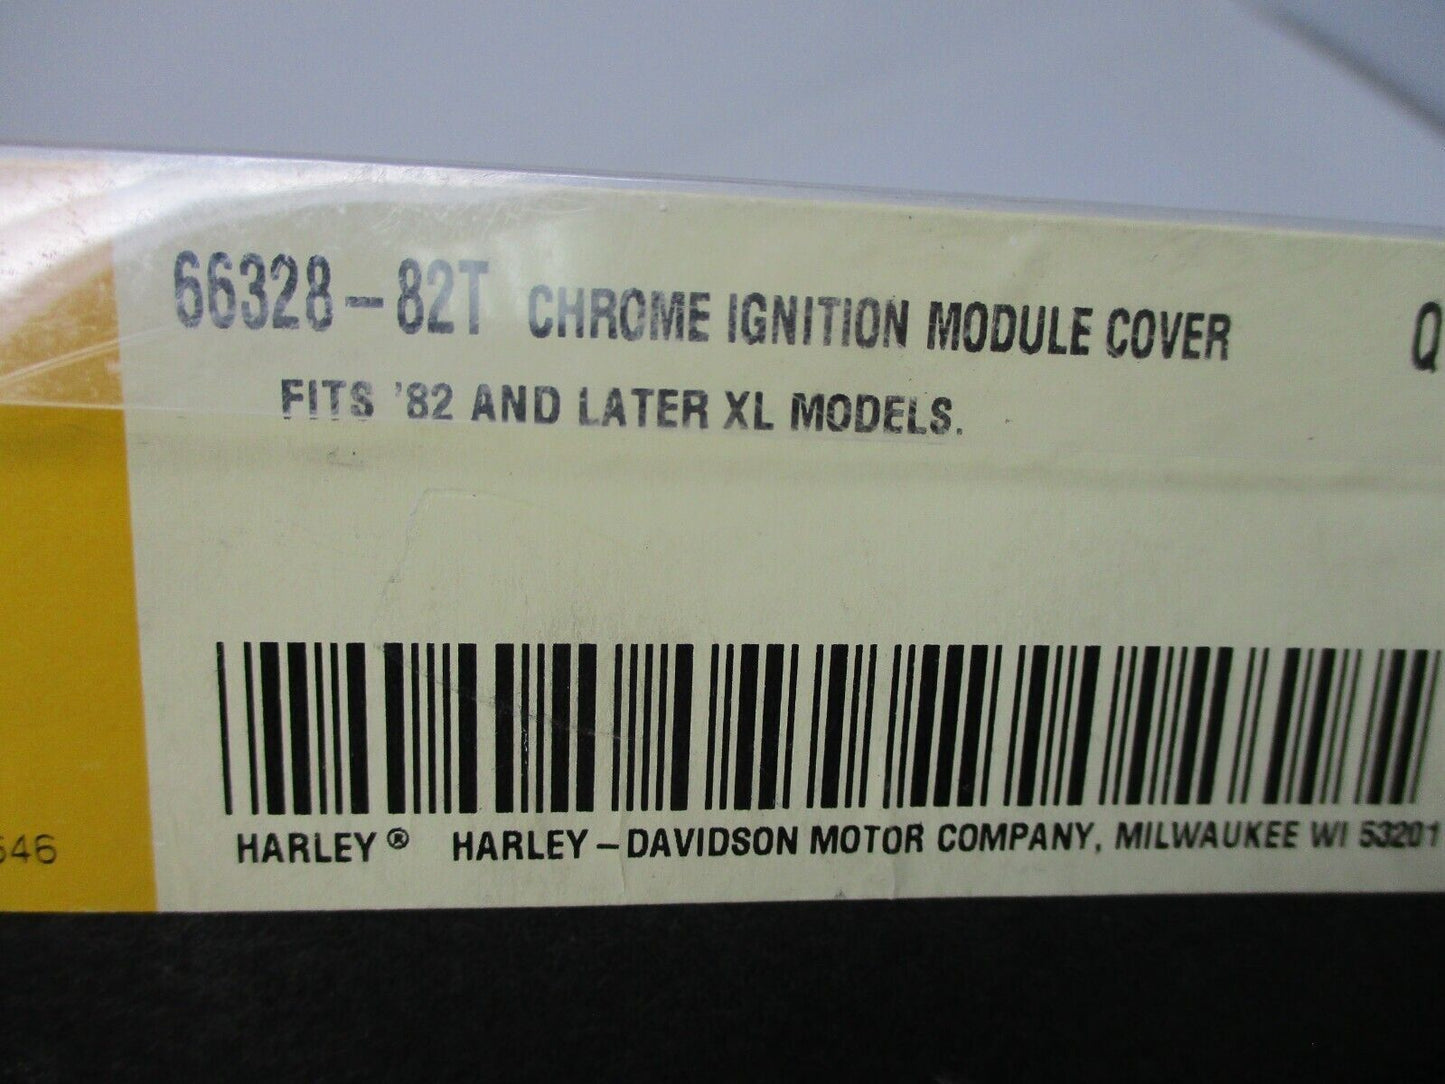 66328-82T CHROME IGNITION MODULE COVER Q
FITS '82 AND LATER XL MODELS.
HARLEY® HARLEY-DAVIDSON MOTOR COMPANY, MILWAUKEE WI 53201
646